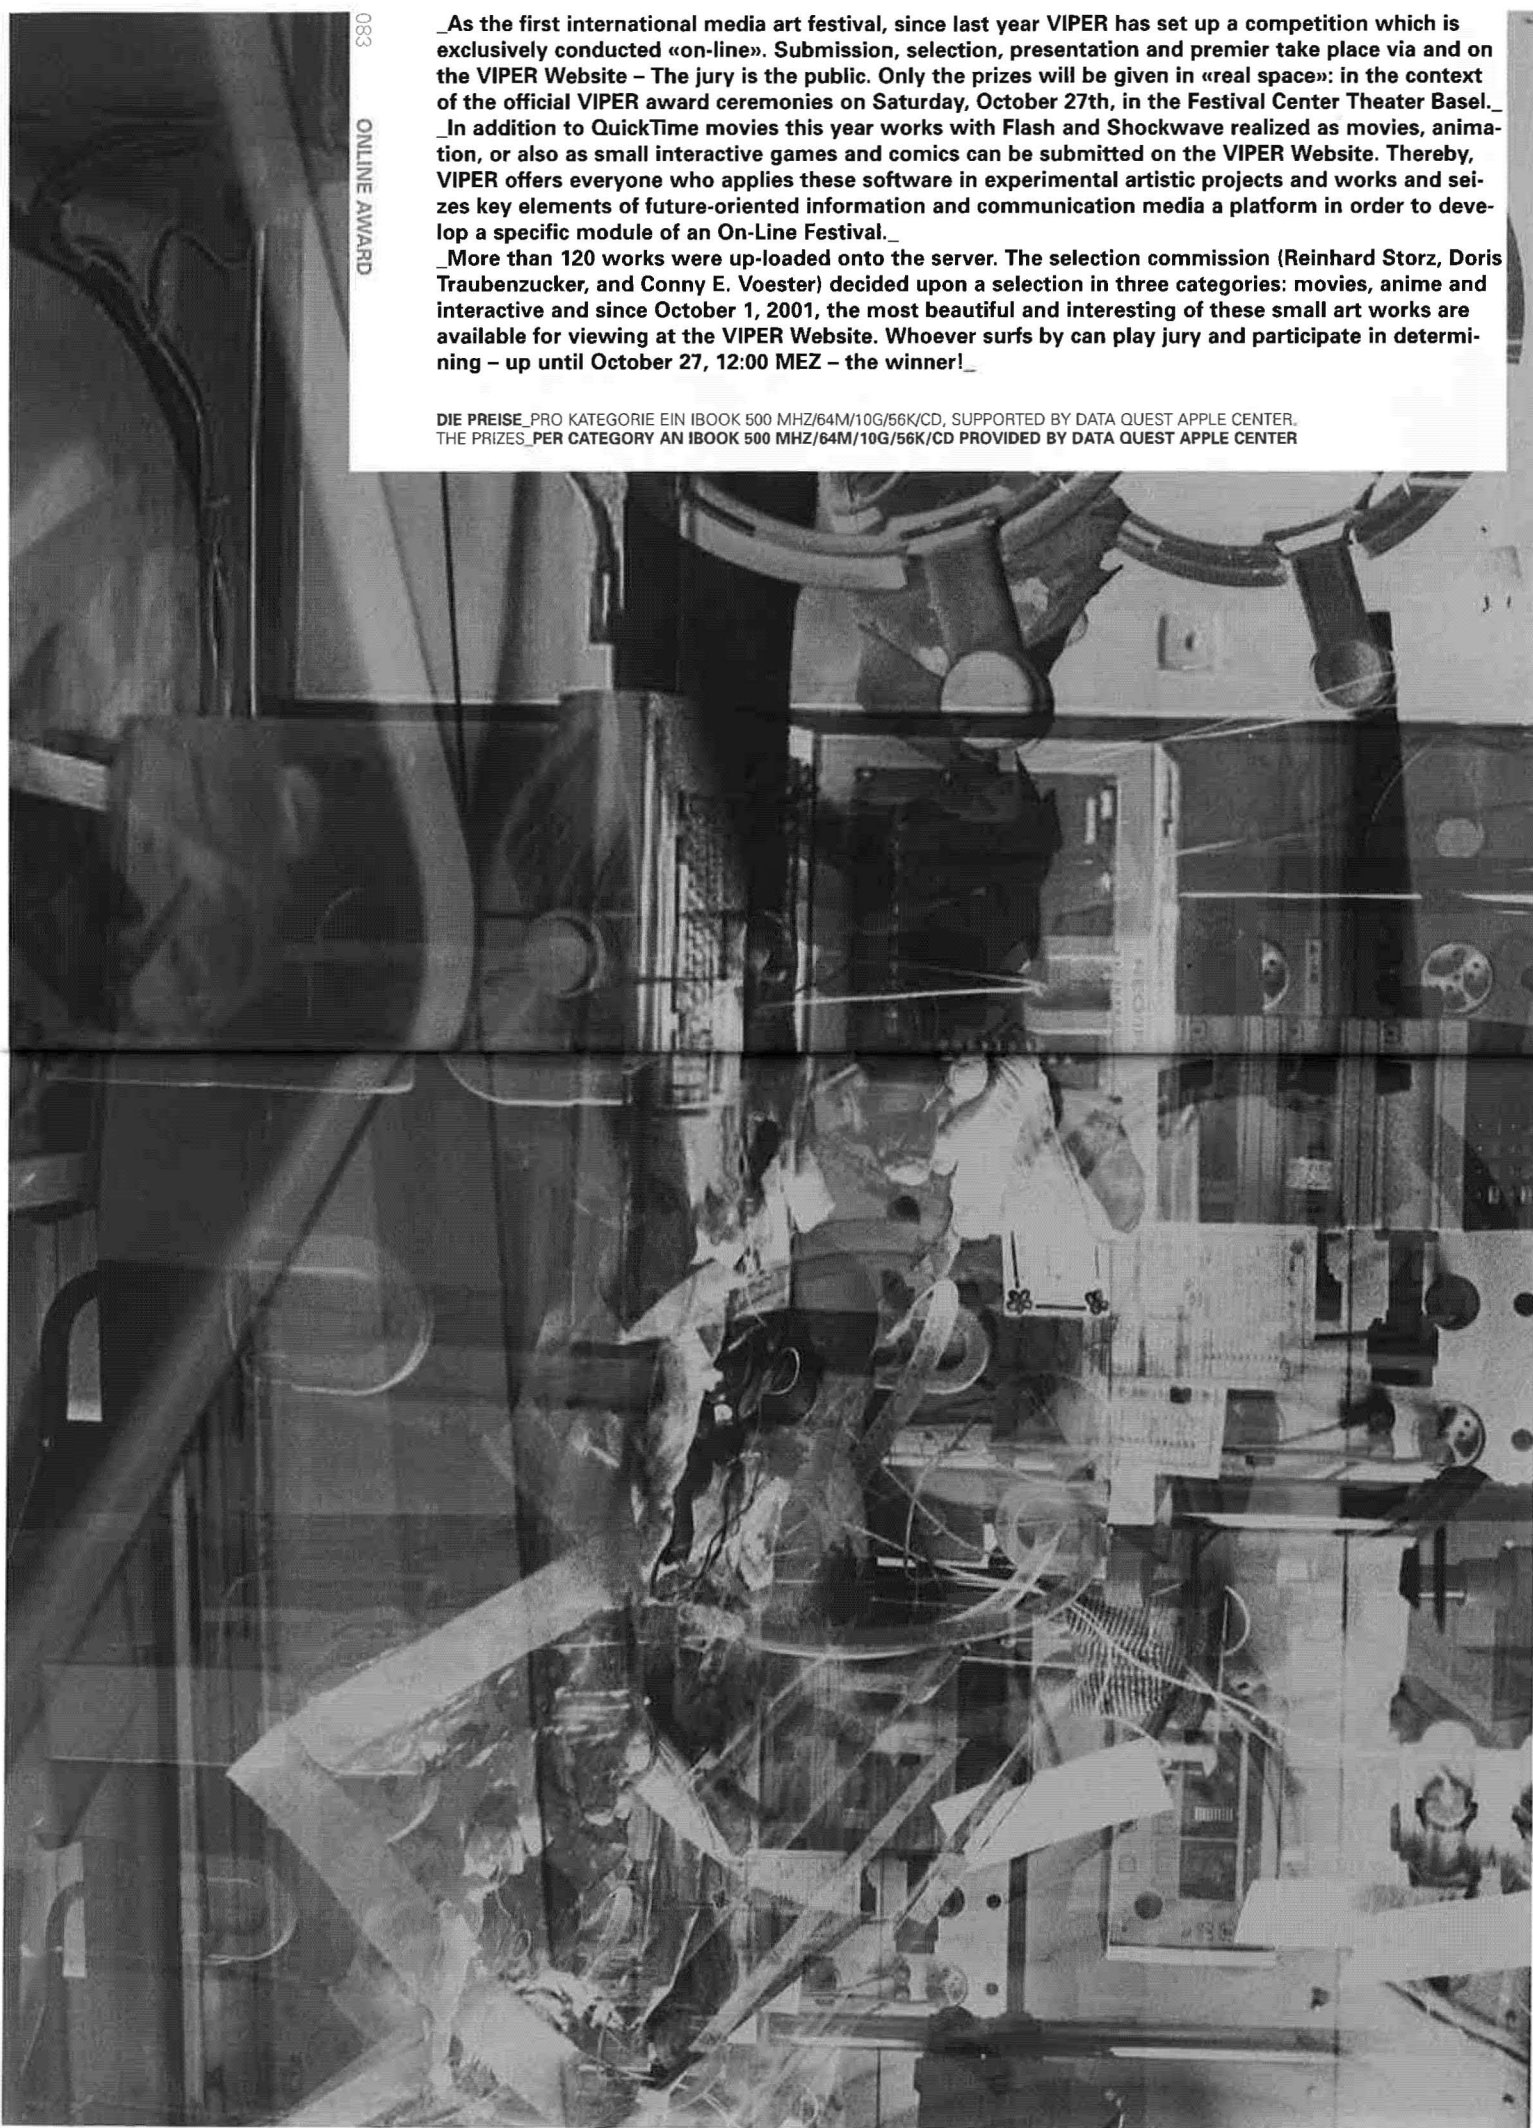 083
ONLINE AWARD
_As the first international media art festival, since last year VIPER has set up a competition which is
exclusively conducted «on-line». Submission, selection, presentation and premier take place via and on
the VIPER Website – The jury is the public. Only the prizes will be given in «real space»: in the context
of the official VIPER award ceremonies on Saturday, October 27th, in the Festival Center Theater Basel._
_In addition to QuickTime movies this year works with Flash and Shockwave realized as movies, anima-
tion, or also as small interactive games and comics can be submitted on the VIPER Website. Thereby,
VIPER offers everyone who applies these software in experimental artistic projects and works and sei-
zes key elements of future-oriented information and communication media a platform in order to deve-
lop a specific module of an On-Line Festival._
_More than 120 works were up-loaded onto the server. The selection commission (Reinhard Storz, Doris
Traubenzucker, and Conny E. Voester) decided upon a selection in three categories: movies, anime and
interactive and since October 1, 2001, the most beautiful and interesting of these small art works are
available for viewing at the VIPER Website. Whoever surfs by can play jury and participate in determi-
ning – up until October 27, 12:00 MEZ – the winner!_
DIE PREISE_PRO KATEGORIE EIN IBOOK 500 MHZ/64M/10G/56K/CD, SUPPORTED BY DATA QUEST APPLE CENTER.
THE PRIZES_PER CATEGORY AN IBOOK 500 MHZ/64M/10G/56K/CD PROVIDED BY DATA QUEST APPLE CENTER